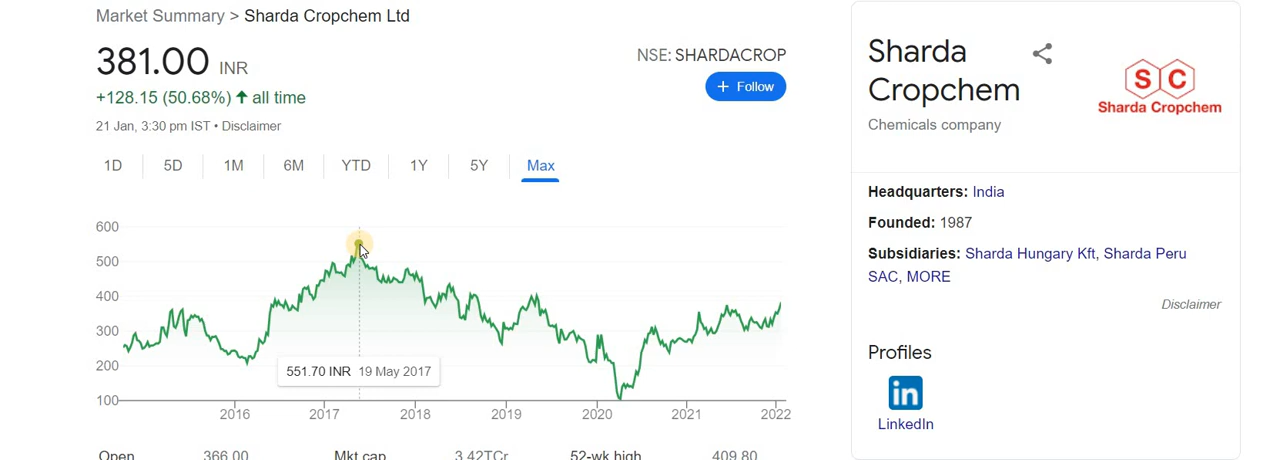 Market Summary > Sharda Cropchem Ltd
381.00 INR
+128.15 (50.68%) ↑ all time
21 Jan, 3:30 pm IST • Disclaimer
NSE: SHARDACROP
+ Follow
1D 5D 1M 6M YTD 1Y 5Y Max
600
500
400
300
200
100
551.70 INR 19 May 2017
2016 2017 2018 2019 2020 2021 2022
Open 366.00 Mkt cap 3.42TCr 52-wk high 409.80
Sharda
Cropchem
S C
Sharda Cropchem
Chemicals company
Headquarters: India
Founded: 1987
Subsidiaries: Sharda Hungary Kft, Sharda Peru
SAC, MORE
Disclaimer
Profiles
in
LinkedIn